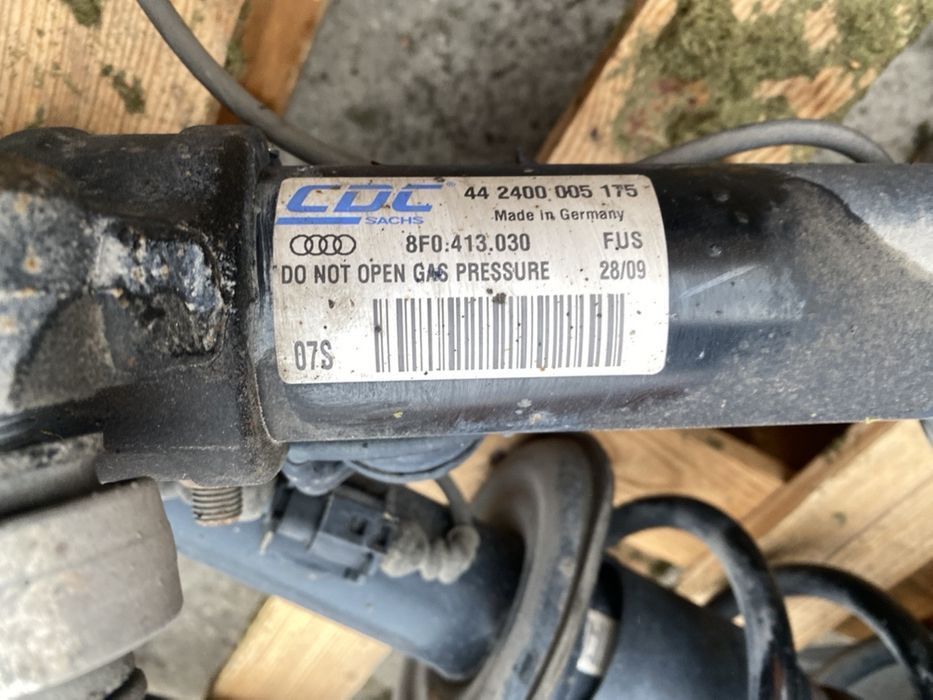 CDC® 44 2400 005 175
SACHS Made in Germany
8F0.413.030 FUS
DO NOT OPEN GAS PRESSURE 28/09
07S